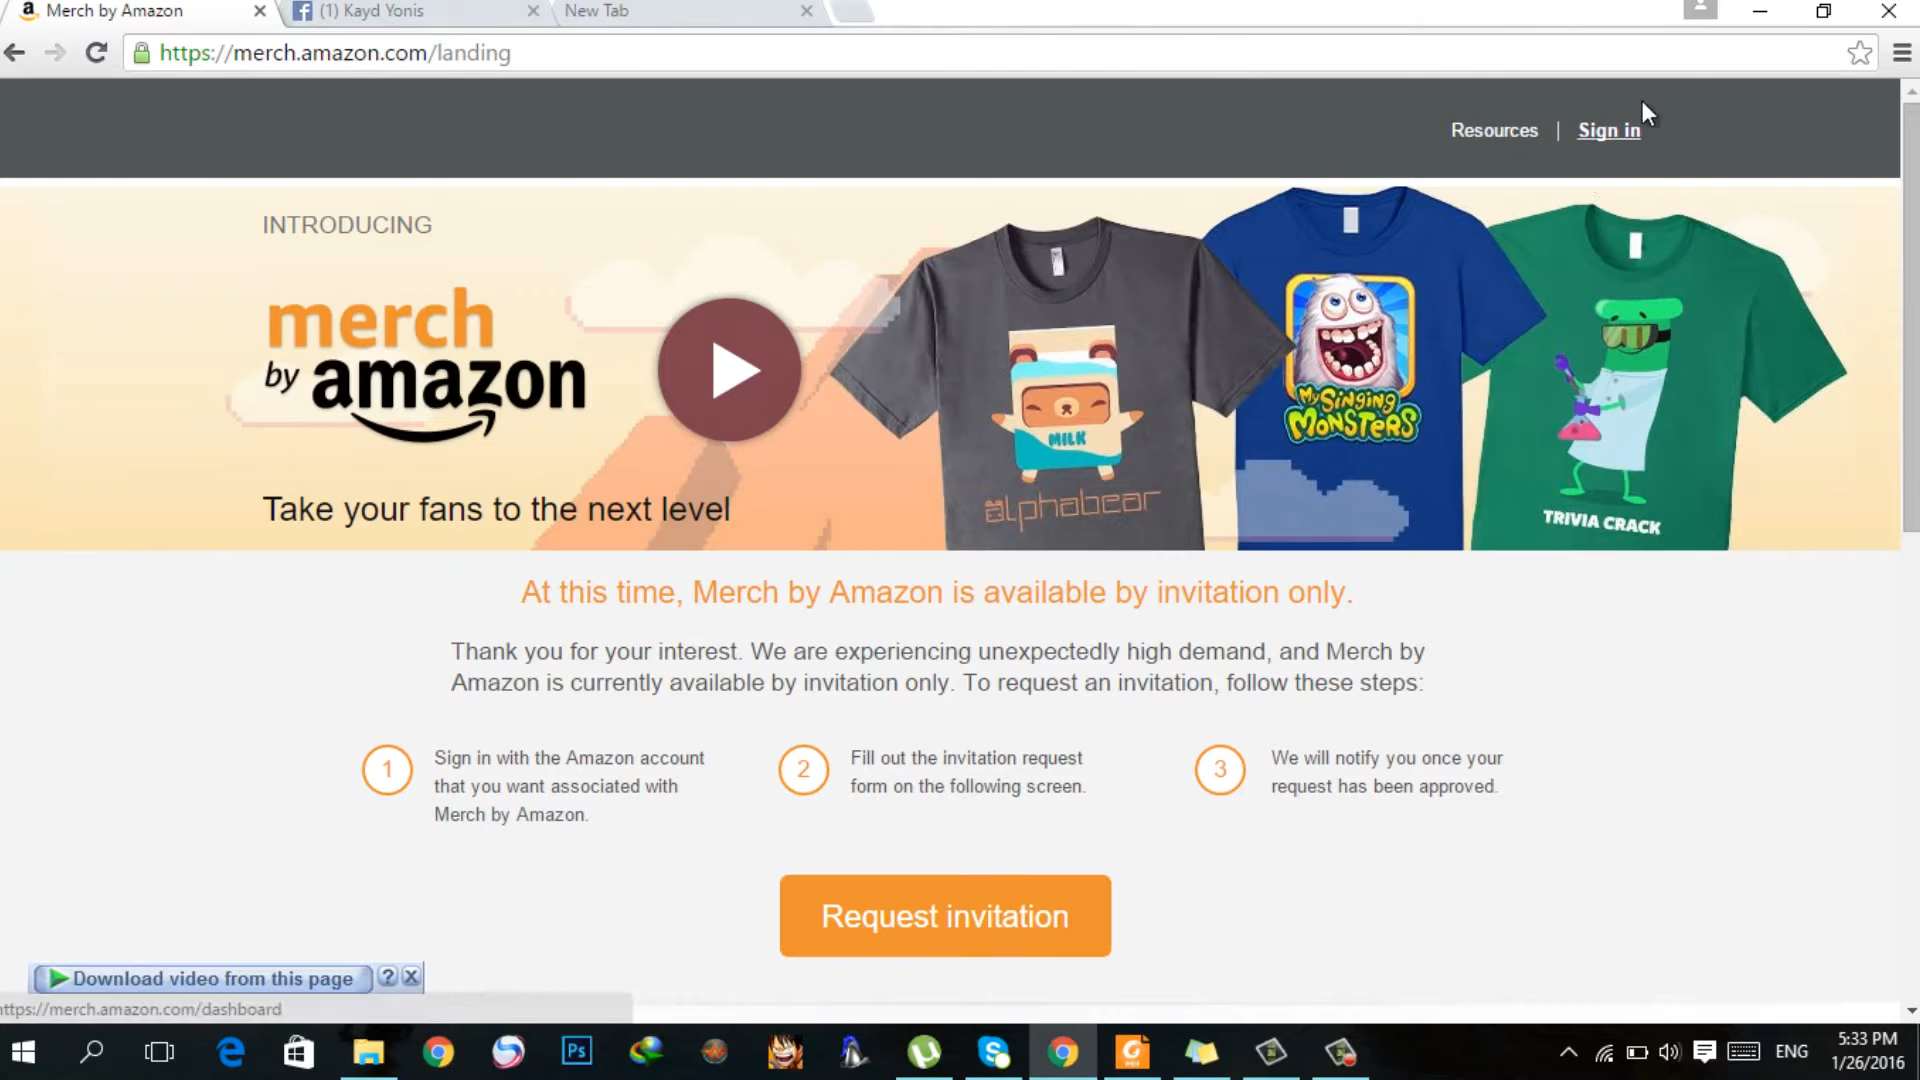 Merch by Amazon
(1) Kayd Yonis
New Tab
https://merch.amazon.com/landing
Resources | Sign in
INTRODUCING
merch
by amazon
Take your fans to the next level
MILK
alphabear
My Singing
MONSTERS
TRIVIA CRACK
At this time, Merch by Amazon is available by invitation only.
Thank you for your interest. We are experiencing unexpectedly high demand, and Merch by
Amazon is currently available by invitation only. To request an invitation, follow these steps:
1
Sign in with the Amazon account
that you want associated with
Merch by Amazon.
2
Fill out the invitation request
form on the following screen.
3
We will notify you once your
request has been approved.
Request invitation
Download video from this page
https://merch.amazon.com/dashboard
Ps
PDF
ENG
5:33 PM
1/26/2016